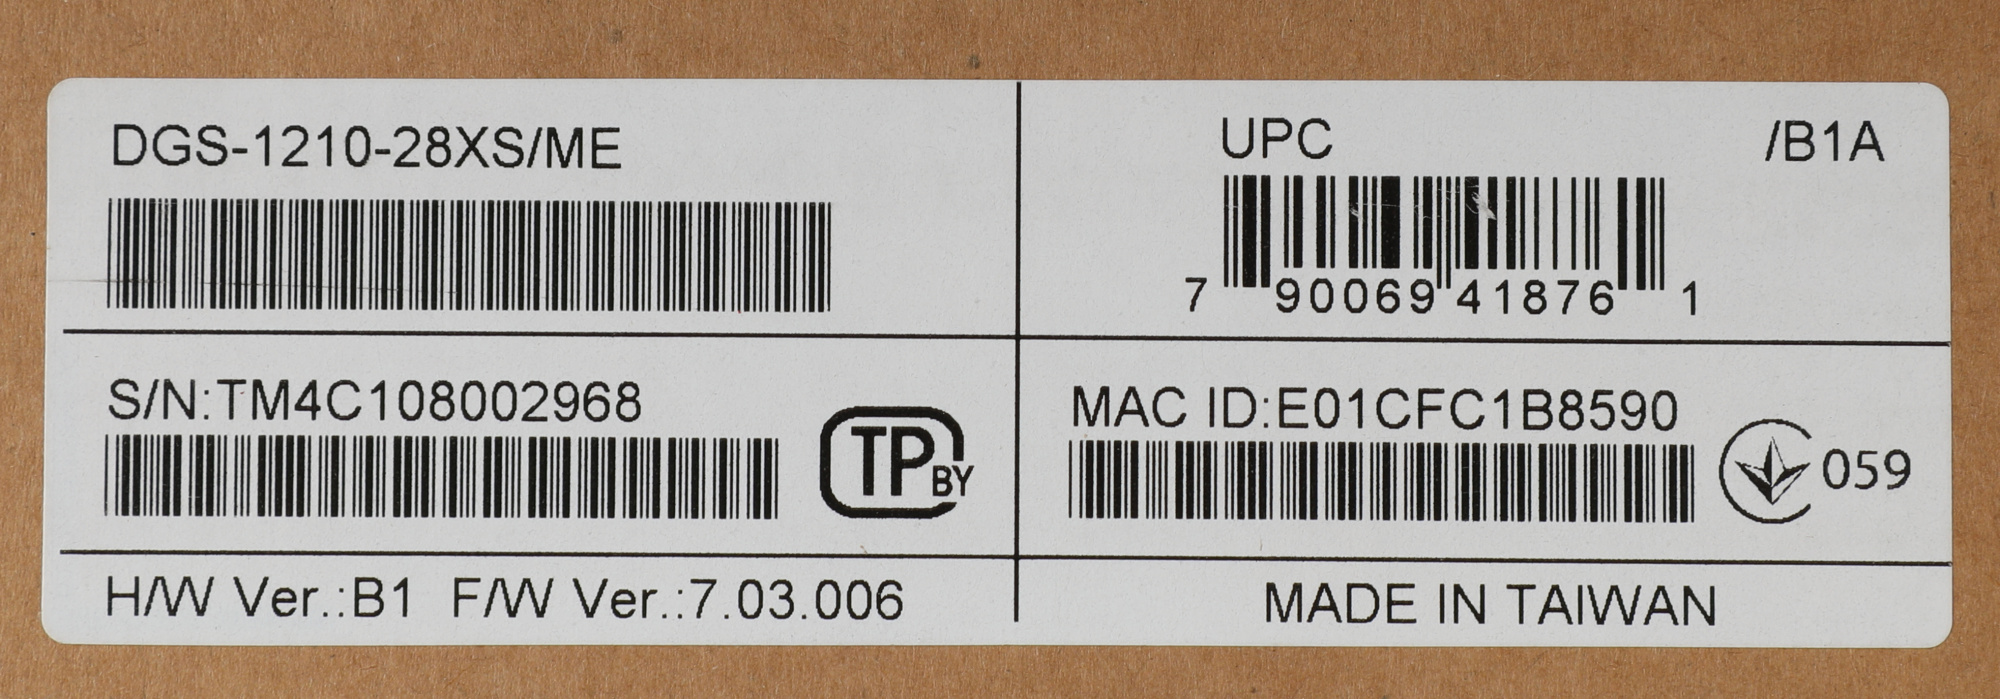 DGS-1210-28XS/ME
UPC /B1A
7 90069 41876 1
S/N:TM4C108002968
TP BY
MAC ID:E01CFC1B8590
059
H/W Ver.:B1 F/W Ver.:7.03.006
MADE IN TAIWAN